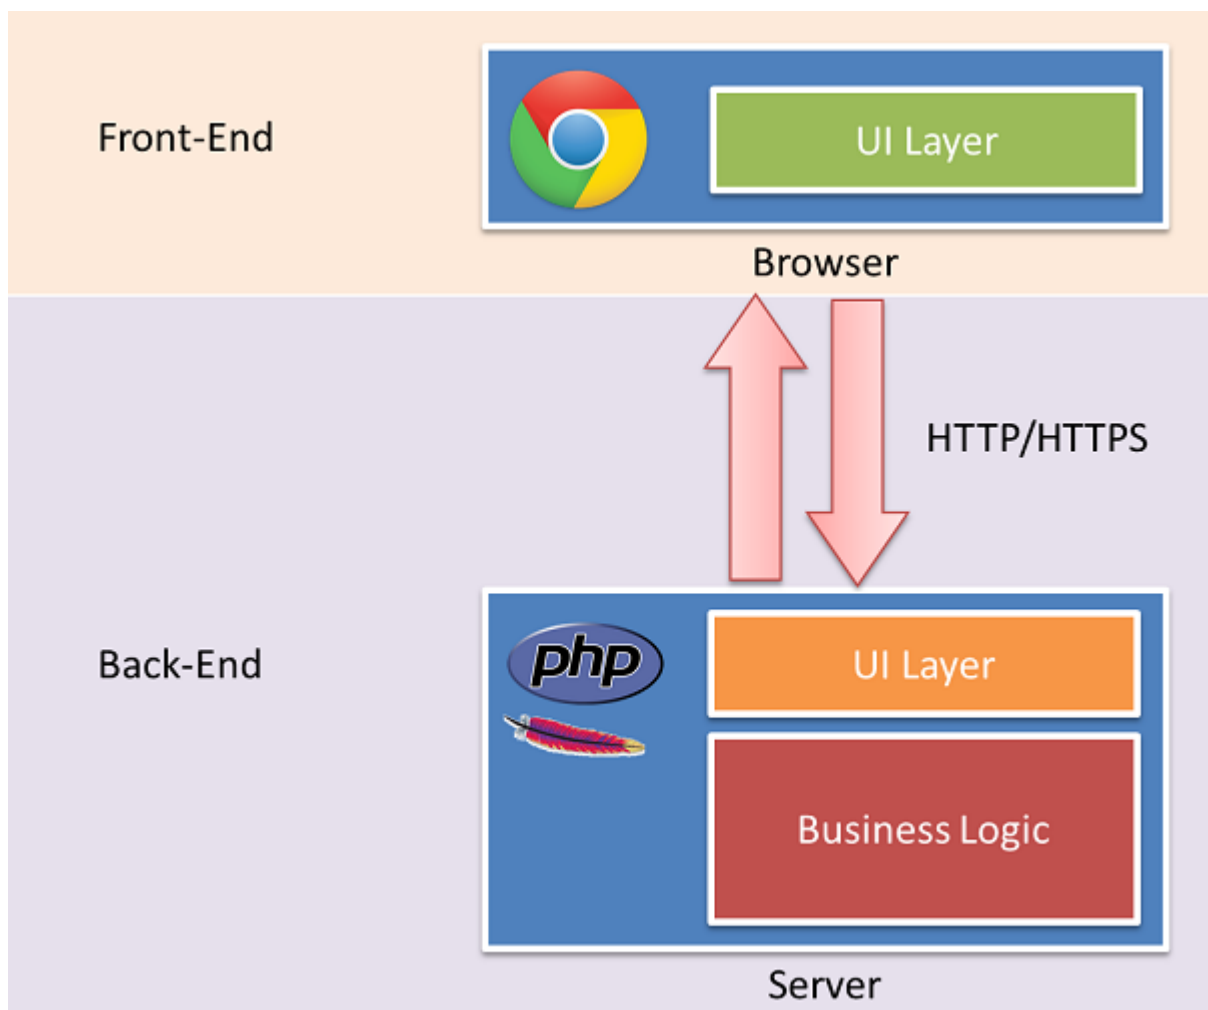 Front-End
UI Layer
Browser
HTTP/HTTPS
Back-End
php
UI Layer
Business Logic
Server